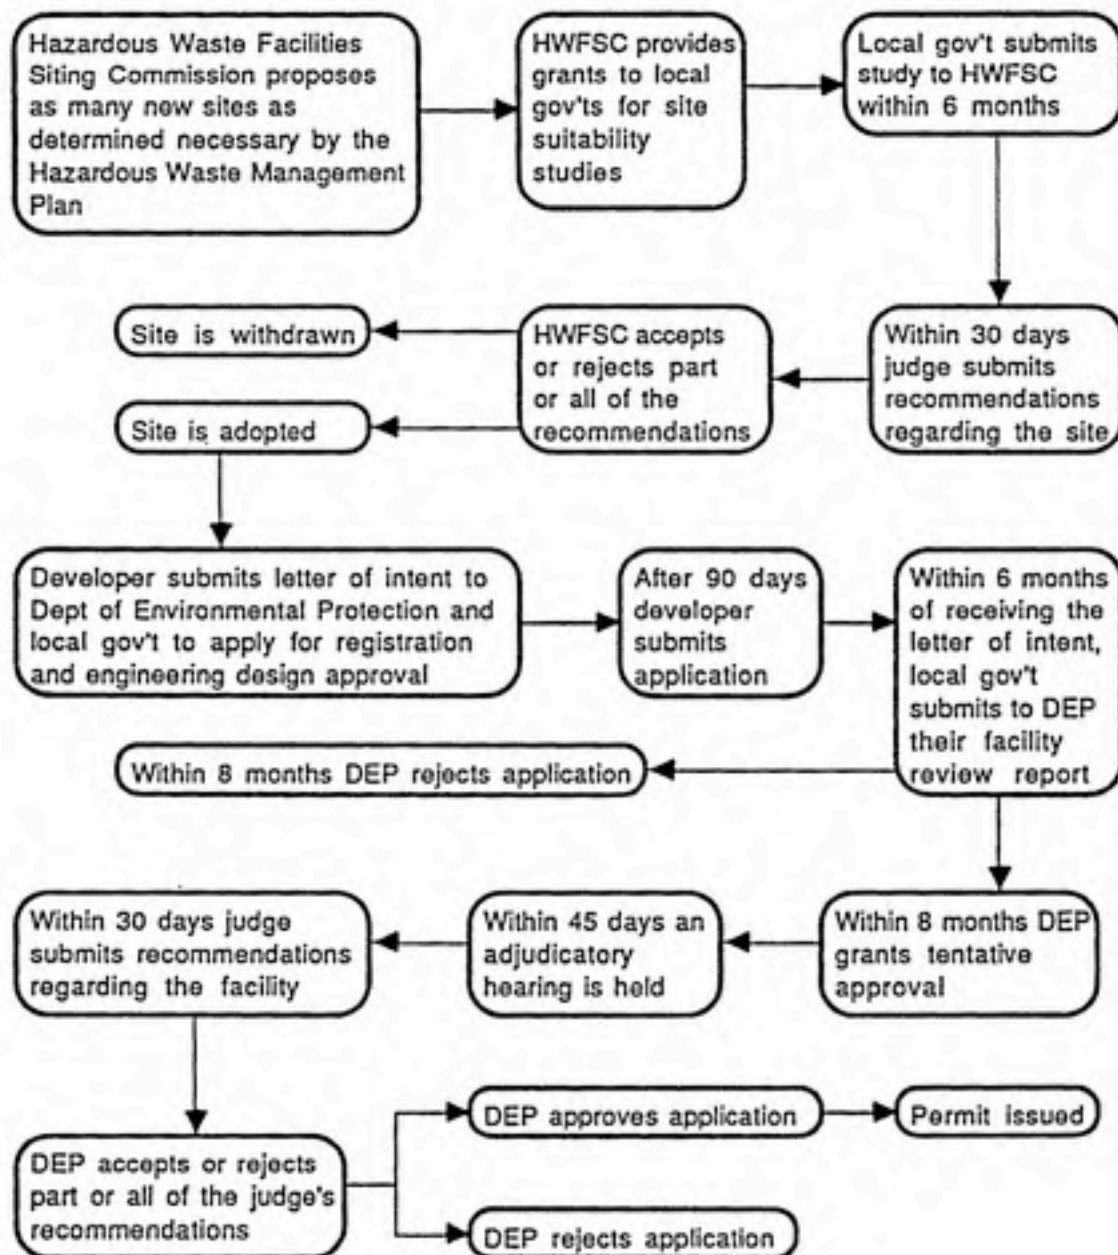 Hazardous Waste Facilities
Siting Commission proposes
as many new sites as
determined necessary by the
Hazardous Waste Management
Plan
HWFSC provides
grants to local
gov'ts for site
suitability
studies
Local gov't submits
study to HWFSC
within 6 months
Within 30 days
judge submits
recommendations
regarding the site
HWFSC accepts
or rejects part
or all of the
recommendations
Site is withdrawn
Site is adopted
Developer submits letter of intent to
Dept of Environmental Protection and
local gov't to apply for registration
and engineering design approval
After 90 days
developer
submits
application
Within 6 months
of receiving the
letter of intent,
local gov't
submits to DEP
their facility
review report
Within 8 months DEP rejects application
Within 8 months DEP
grants tentative
approval
Within 45 days an
adjudicatory
hearing is held
Within 30 days judge
submits recommendations
regarding the facility
DEP accepts or rejects
part or all of the judge's
recommendations
DEP approves application
Permit issued
DEP rejects application